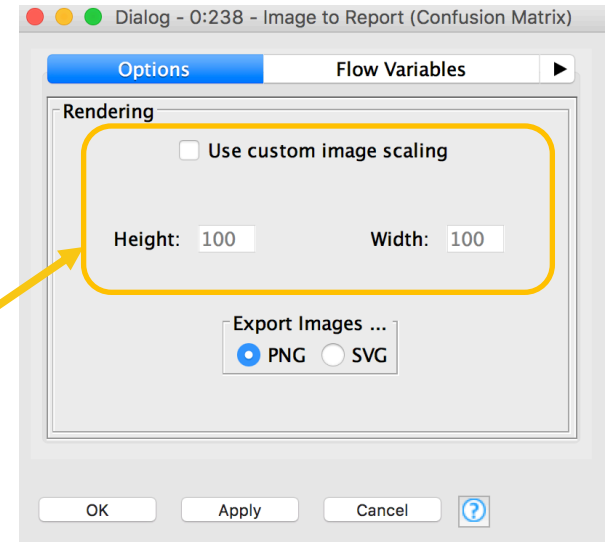 Dialog - 0:238 - Image to Report (Confusion Matrix)
Options Flow Variables
Rendering
Use custom image scaling
Height: 100 Width: 100
Export Images ...
PNG SVG
OK Apply Cancel ?